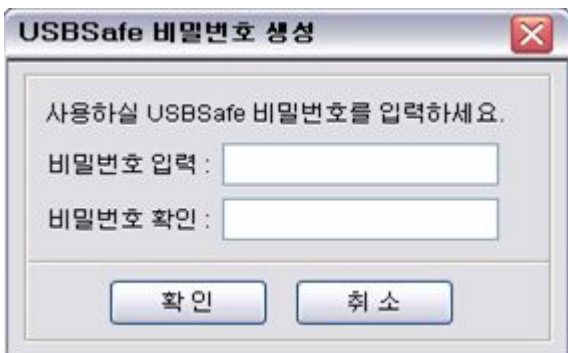 USBSafe 비밀번호 생성
사용하실 USBSafe 비밀번호를 입력하세요.
비밀번호 입력 :
비밀번호 확인 :
확 인 취 소